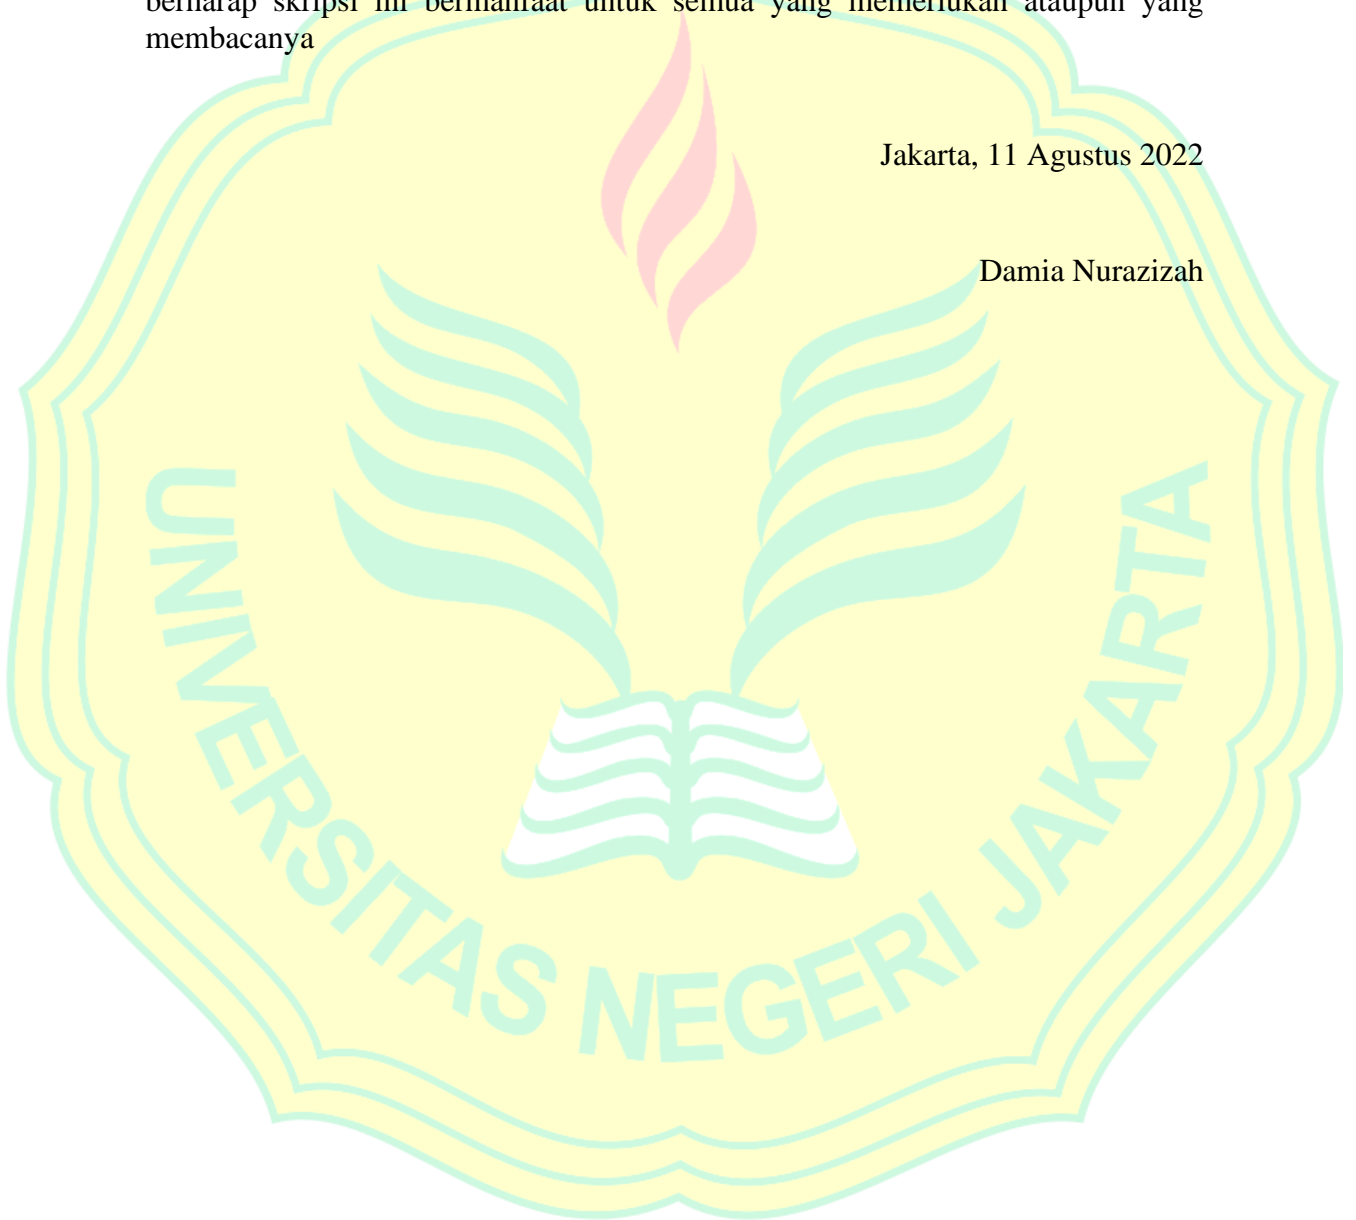 berharap skripsi ini bermanfaat untuk semua yang memerlukan ataupun yang
membacanya
Jakarta, 11 Agustus 2022
Damia Nurazizah
UNIVERSITAS NEGERI JAKARTA